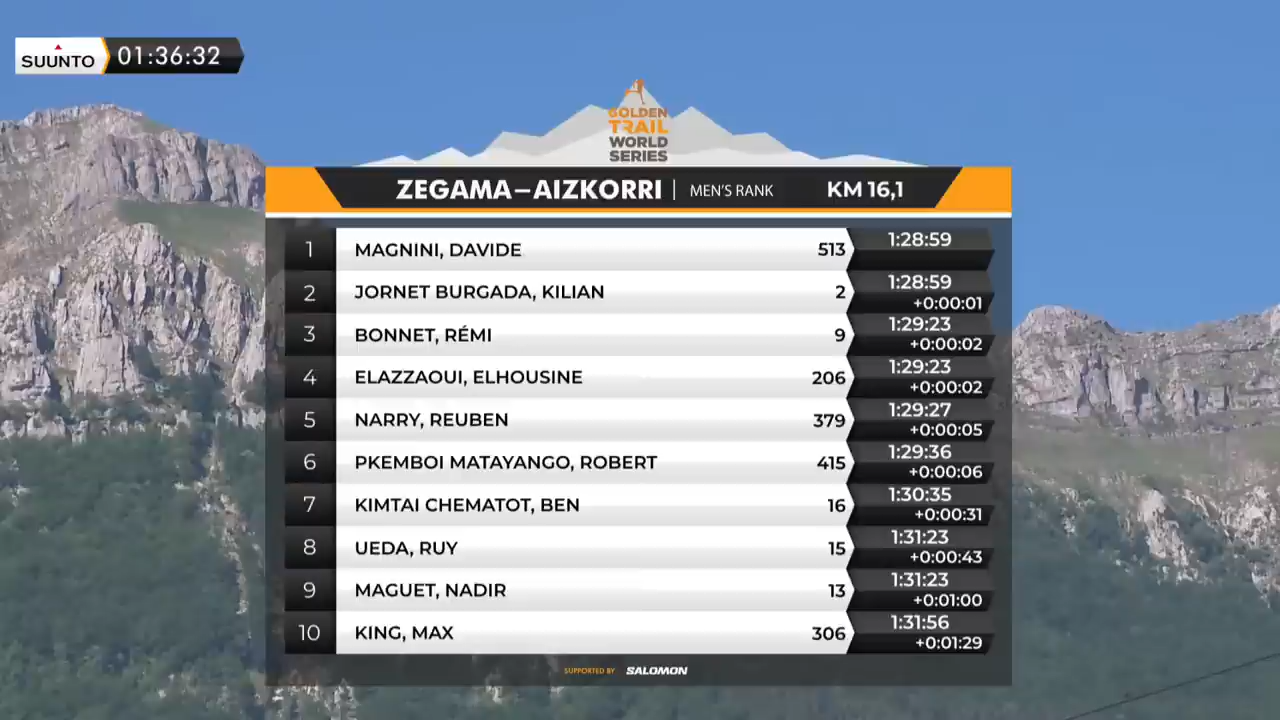 SUUNTO 01:36:32
GOLDEN
TRAIL
WORLD
SERIES
ZEGAMA–AIZKORRI | MEN'S RANK KM 16,1
1 MAGNINI, DAVIDE 513 1:28:59
2 JORNET BURGADA, KILIAN 2 1:28:59
+0:00:01
3 BONNET, RÉMI 9 1:29:23
+0:00:02
4 ELAZZAOUI, ELHOUSINE 206 1:29:23
+0:00:02
5 NARRY, REUBEN 379 1:29:27
+0:00:05
6 PKEMBOI MATAYANGO, ROBERT 415 1:29:36
+0:00:06
7 KIMTAI CHEMATOT, BEN 16 1:30:35
+0:00:31
8 UEDA, RUY 15 1:31:23
+0:00:43
9 MAGUET, NADIR 13 1:31:23
+0:01:00
10 KING, MAX 306 1:31:56
+0:01:29
SUPPORTED BY SALOMON